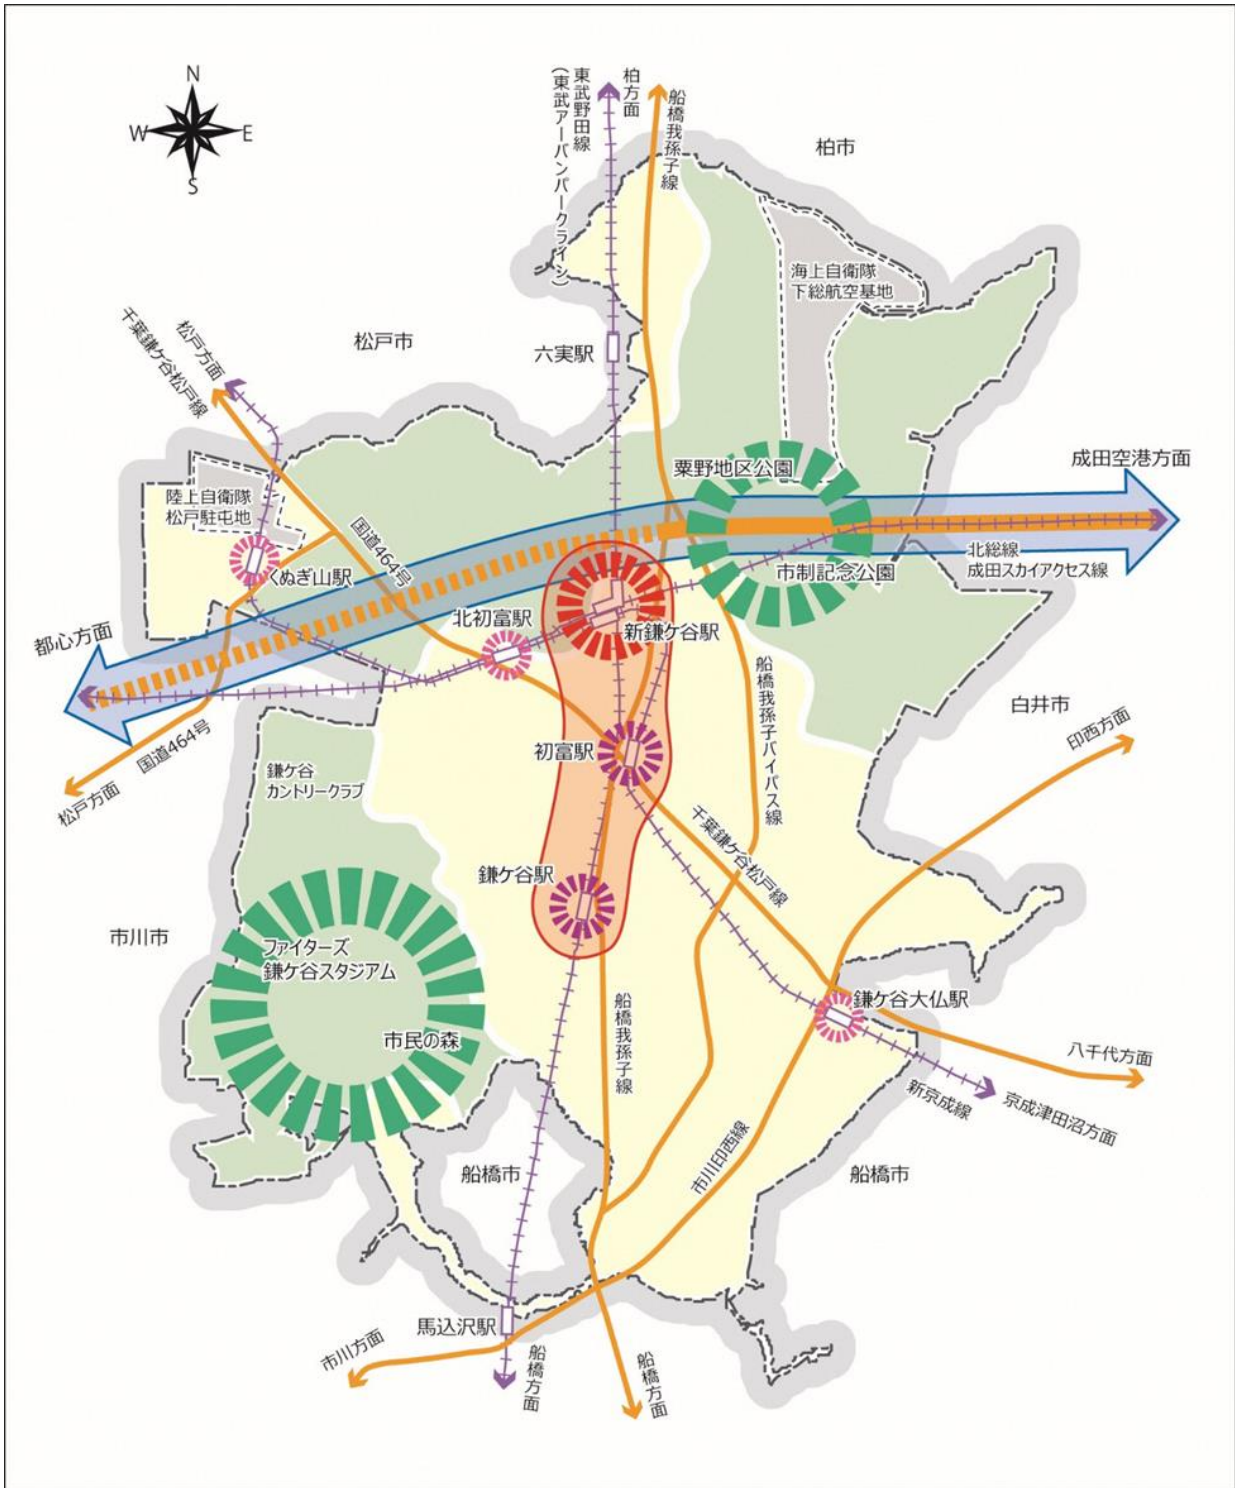 N
W
E
S
柏方面
東武野田線
(東武アーバンパークライン)
船橋我孫子線
柏市
海上自衛隊
下総航空基地
松戸市
六実駅
松戸方面
千葉鎌ケ谷松戸線
粟野地区公園
成田空港方面
陸上自衛隊
松戸駐屯地
国道464号
くぬぎ山駅
北総線
成田スカイアクセス線
市制記念公園
北初富駅
新鎌ケ谷駅
都心方面
船橋我孫子バイパス線
白井市
印西方面
国道464号
松戸方面
初富駅
鎌ケ谷
カントリークラブ
千葉鎌ケ谷松戸線
鎌ケ谷駅
市川市
ファイターズ
鎌ケ谷スタジアム
鎌ケ谷大仏駅
市民の森
船橋我孫子線
八千代方面
新京成線
京成津田沼方面
市川印西線
船橋市
船橋市
馬込沢駅
市川方面
船橋方面
船橋方面